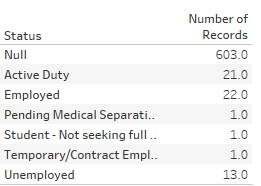 Number of
Status Records
Null 603.0
Active Duty 21.0
Employed 22.0
Pending Medical Separati.. 1.0
Student - Not seeking full .. 1.0
Temporary/Contract Empl.. 1.0
Unemployed 13.0